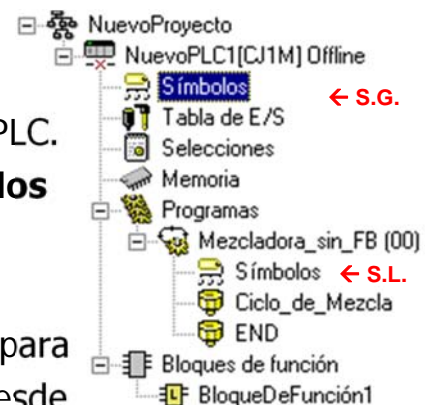 NuevoProyecto
NuevoPLC1[CJ1M] Offline
Símbolos ← S.G.
PLC. Tabla de E/S
Selecciones
los Memoria
Programas
Mezcladora_sin_FB (00)
Símbolos ← S.L.
Ciclo_de_Mezcla
para END
Bloques de función
desde BloqueDeFunción1